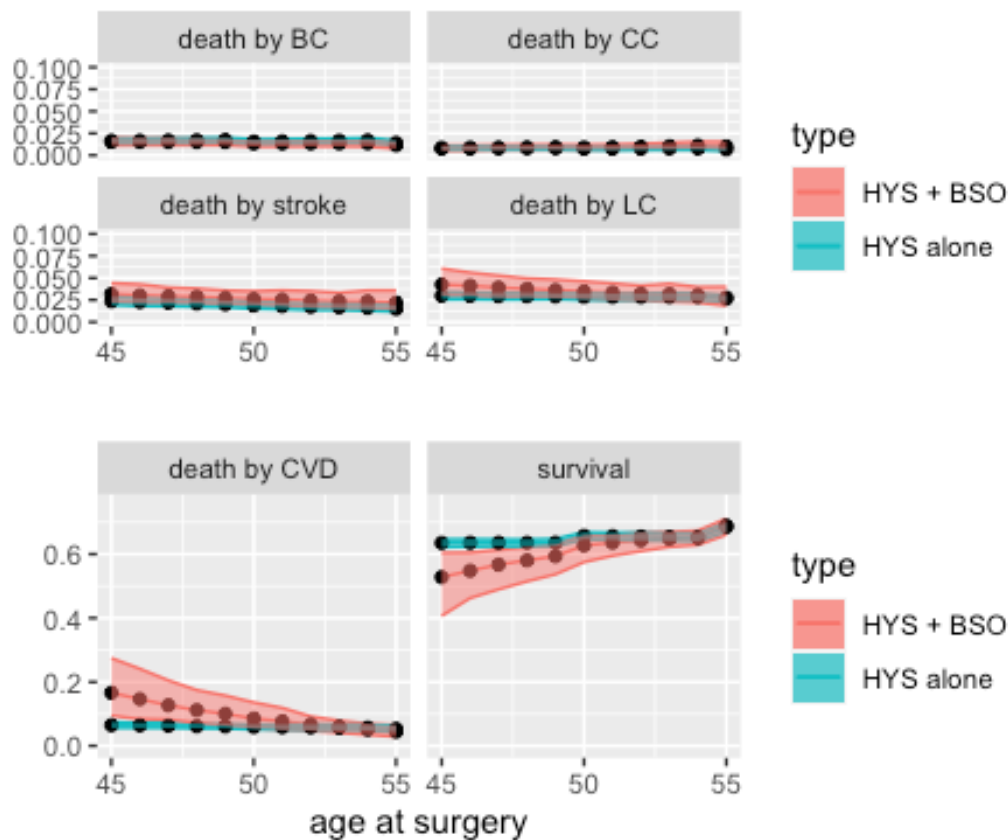 death by BC
death by CC
0.100
0.075
0.050
0.025
0.000
death by stroke
death by LC
0.100
0.075
0.050
0.025
0.000
45
50
55
45
50
55
type
HYS + BSO
HYS alone
death by CVD
survival
0.6
0.4
0.2
0.0
45
50
55
45
50
55
age at surgery
type
HYS + BSO
HYS alone